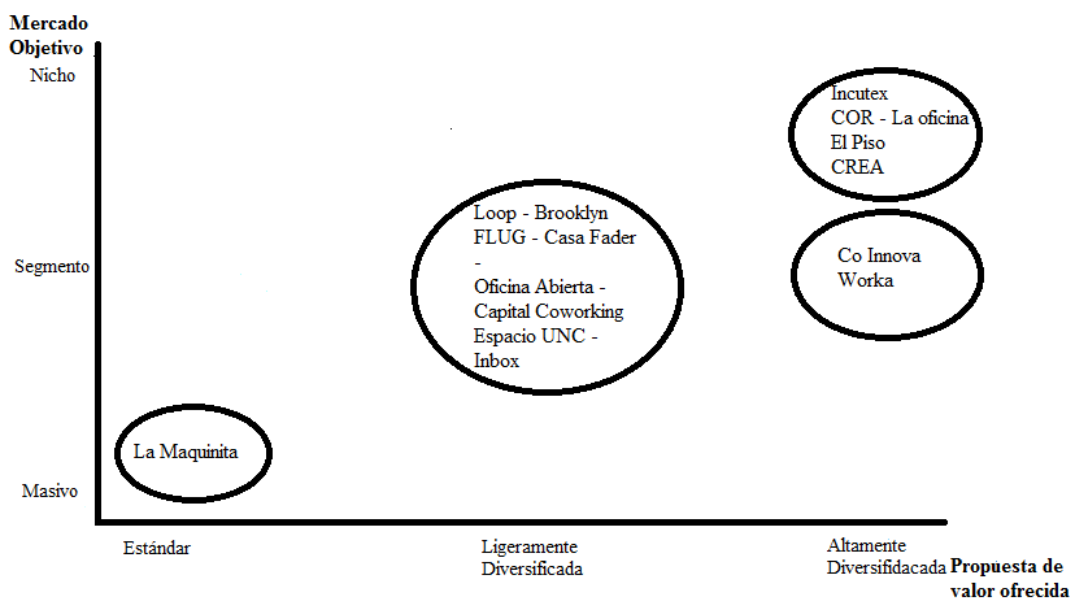 Mercado
Objetivo
Nicho
Incutex
COR - La oficina
El Piso
CREA
Loop - Brooklyn
FLUG - Casa Fader
-
Oficina Abierta -
Capital Coworking
Espacio UNC -
Inbox
Segmento
Co Innova
Worka
La Maquinita
Masivo
Estándar
Ligeramente
Diversificada
Altamente
Diversifidacada
Propuesta de
valor ofrecida